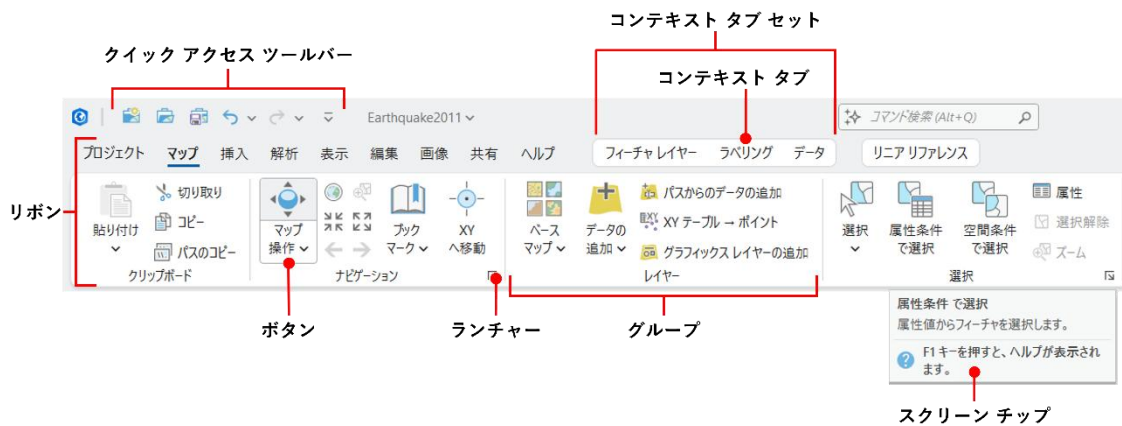 コンテキスト タブ セット
クイック アクセス ツールバー
コンテキスト タブ
Earthquake2011
コマンド検索 (Alt+Q)
プロジェクト マップ 挿入 解析 表示 編集 画像 共有 ヘルプ フィーチャ レイヤー ラベリング データ リニア リファレンス
リボン
貼り付け
切り取り
コピー
パスのコピー
クリップボード
マップ
操作
ブック
マーク
XY
へ移動
ナビゲーション
ベース
マップ
データの
追加
パスからのデータの追加
XY テーブル → ポイント
グラフィックス レイヤーの追加
レイヤー
選択
属性条件
で選択
空間条件
で選択
属性
選択解除
ズーム
選択
ボタン
ランチャー
グループ
属性条件 で選択
属性値からフィーチャを選択します。
F1 キーを押すと、ヘルプが表示され
ます。
スクリーン チップ